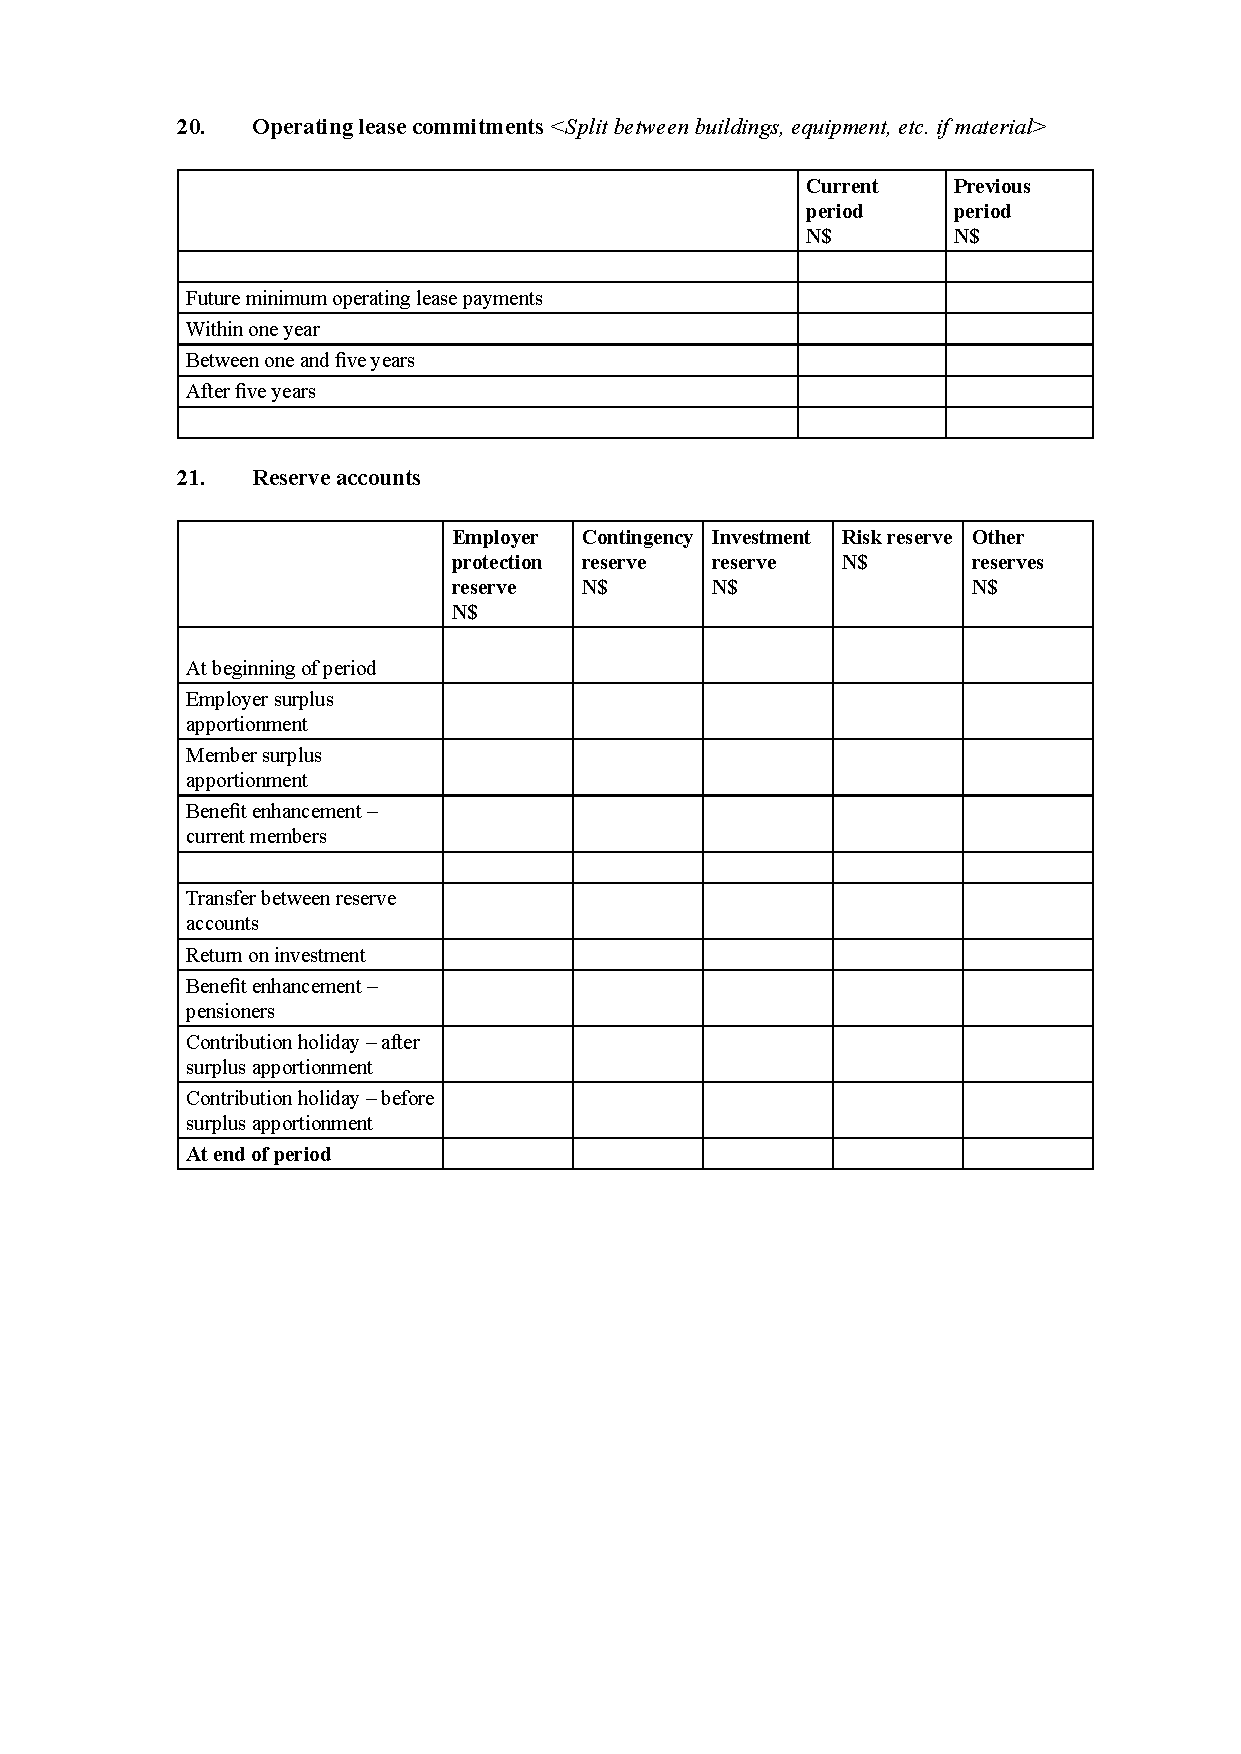 20. Operating lease commitments <Split between buildings, equipment, etc. if material>
Current period N$ Previous period N$
Future minimum operating lease payments
Within one year
Between one and five years
After five years
21. Reserve accounts
Employer protection reserve N$ Contingency reserve N$ Investment reserve N$ Risk reserve N$ Other reserves N$
At beginning of period
Employer surplus
apportionment
Member surplus
apportionment
Benefit enhancement –
current members
Transfer between reserve
accounts
Return on investment
Benefit enhancement –
pensioners
Contribution holiday – after
surplus apportionment
Contribution holiday – before
surplus apportionment
At end of period